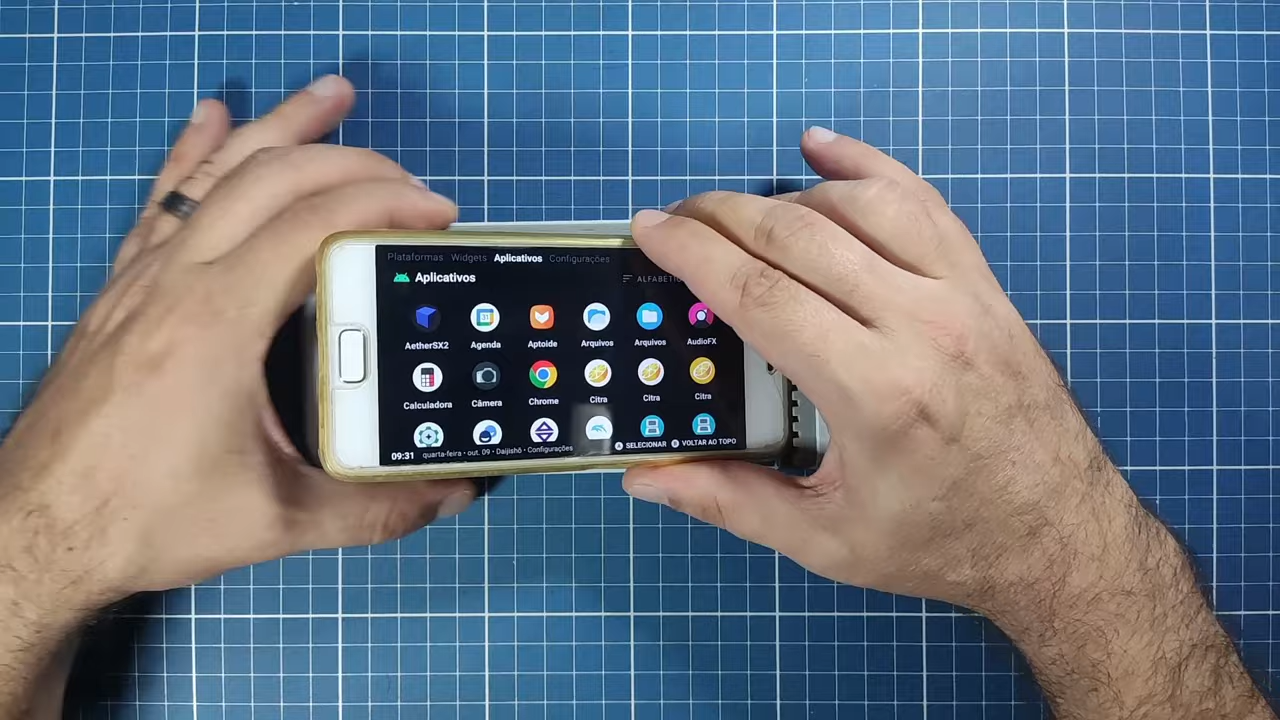 Plataformas Widgets Aplicativos Configurações
Aplicativos
31
AetherSX2 Agenda Aptoide Arquivos Arquivos AudioFX
Calculadora Câmera Chrome Citra Citra Citra
09:31 quarta-feira • out. 09 • Daijishō • Configurações A SELECIONAR B VOLTAR AO TOPO